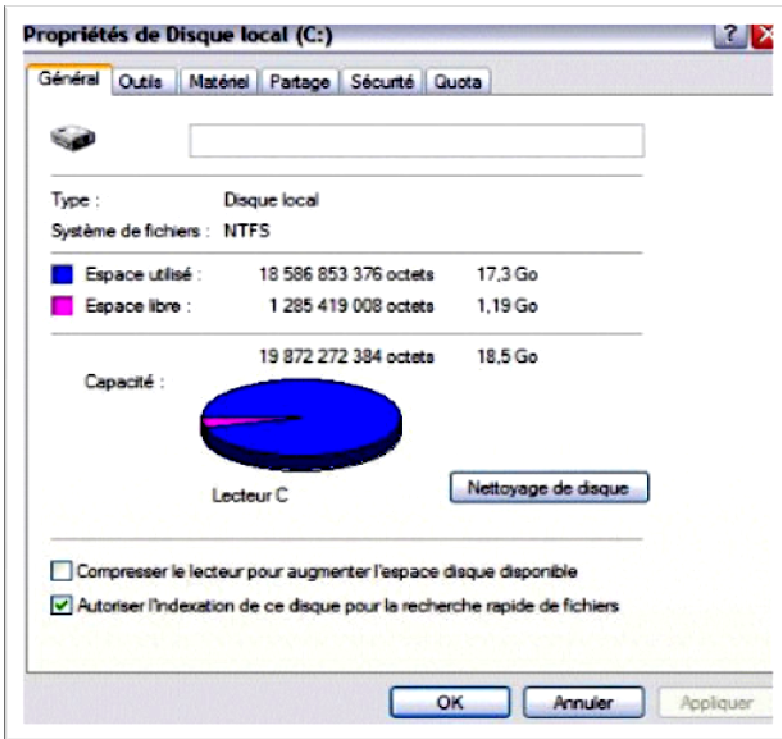 Propriétés de Disque local (C:)
Général Outils Matériel Partage Sécurité Quota
Type : Disque local
Système de fichiers : NTFS
Espace utilisé : 18 586 853 376 octets 17,3 Go
Espace libre : 1 285 419 008 octets 1,19 Go
19 872 272 384 octets 18,5 Go
Capacité :
Lecteur C
Nettoyage de disque
Compresser le lecteur pour augmenter l'espace disque disponible
Autoriser l'indexation de ce disque pour la recherche rapide de fichiers
OK Annuler Appliquer